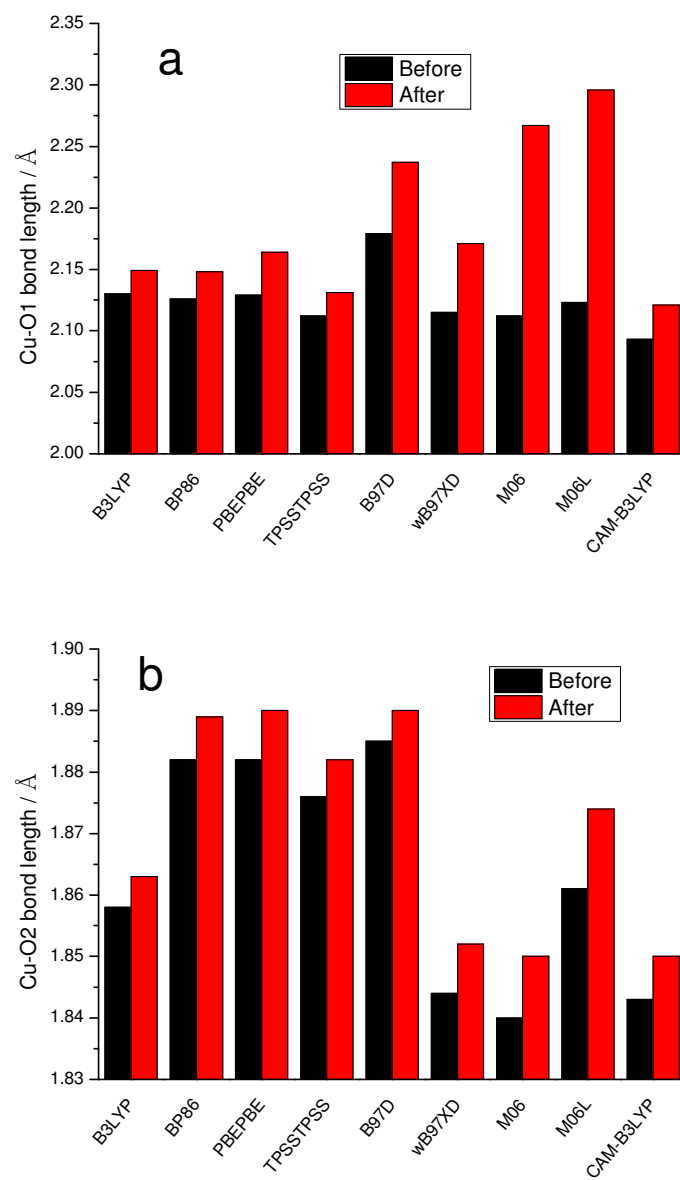 a
Before
After
Cu-O1 bond length / Å
2.35
2.30
2.25
2.20
2.15
2.10
2.05
2.00
B3LYP
BP86
PBEPBE
TPSSTPSS
B97D
wB97XD
M06
M06L
CAM-B3LYP
b
Before
After
Cu-O2 bond length / Å
1.90
1.89
1.88
1.87
1.86
1.85
1.84
1.83
B3LYP
BP86
PBEPBE
TPSSTPSS
B97D
wB97XD
M06
M06L
CAM-B3LYP